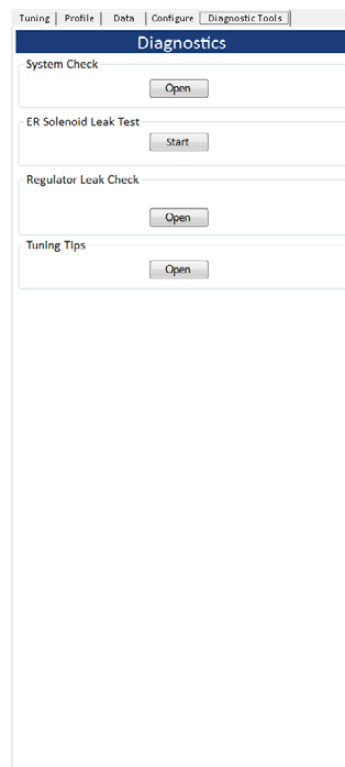 Tuning Profile Data Configure Diagnostic Tools
Diagnostics
System Check
Open
ER Solenoid Leak Test
Start
Regulator Leak Check
Open
Tuning Tips
Open